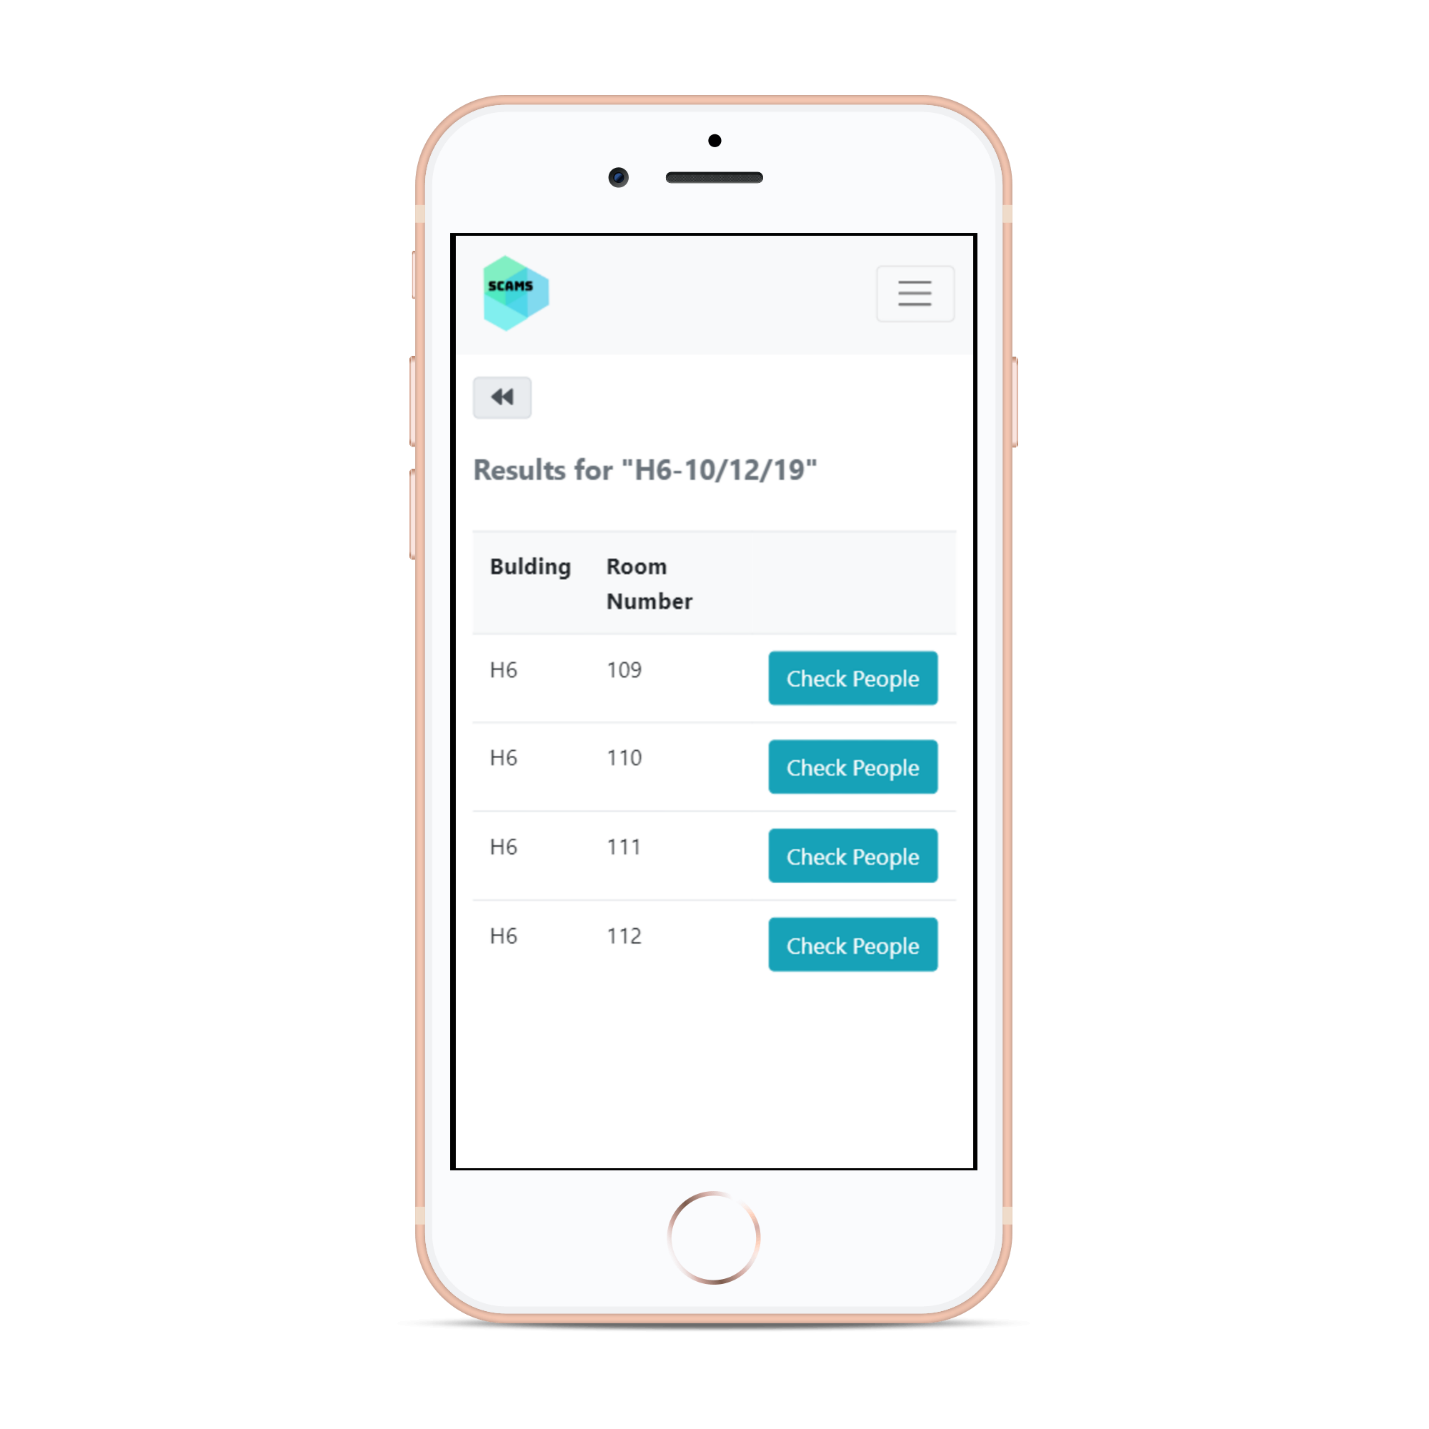 SCAMS
Results for "H6-10/12/19"
Bulding Room
Number
H6 109 Check People
H6 110 Check People
H6 111 Check People
H6 112 Check People